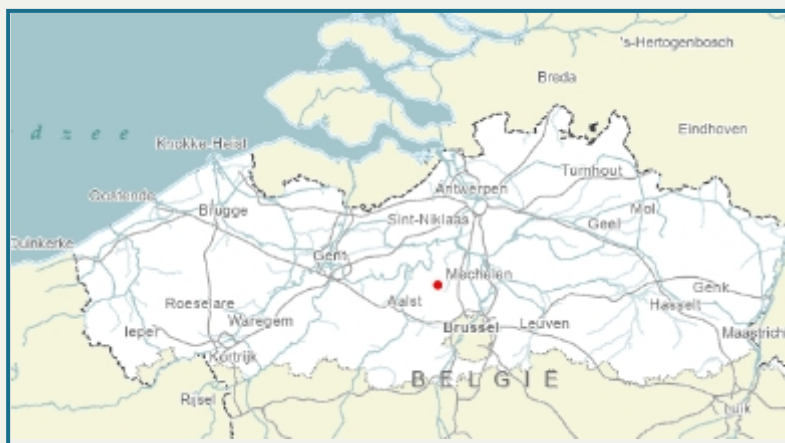 's-Hertogenbosch
Breda
d z e e
Eindhoven
Knokke-Heist
Turnhout
Antwerpen
Oostende
Brugge
Sint-Niklaas
Mol
Geel
Duinkerke
Gent
Mechelen
Genk
Roeselare
Aalst
Hasselt
Waregem
Ieper
Brussel
Leuven
Maastrich
Kortrijk
BELGIË
Rijsel
Luik